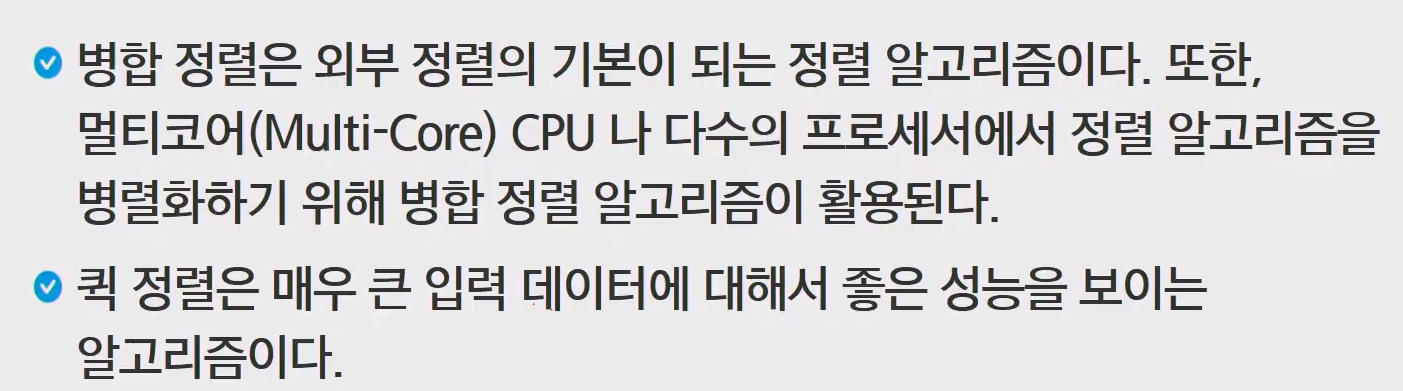 병합 정렬은 외부 정렬의 기본이 되는 정렬 알고리즘이다. 또한,
멀티코어(Multi-Core) CPU 나 다수의 프로세서에서 정렬 알고리즘을
병렬화하기 위해 병합 정렬 알고리즘이 활용된다.
퀵 정렬은 매우 큰 입력 데이터에 대해서 좋은 성능을 보이는
알고리즘이다.